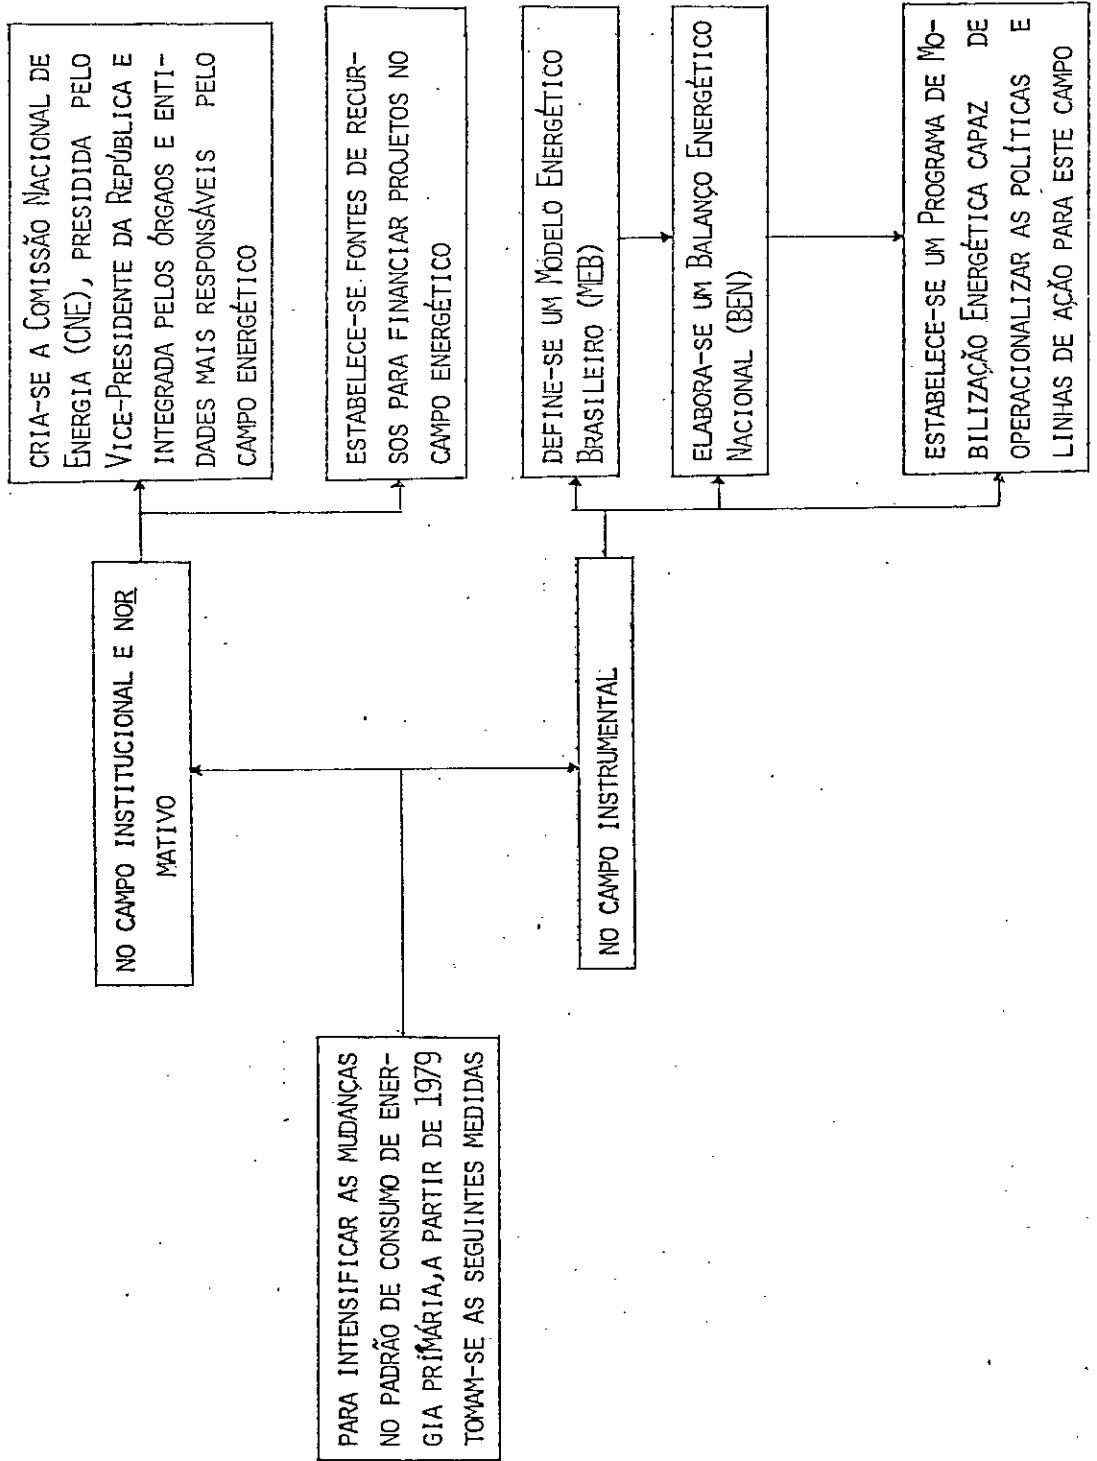 PARA INTENSIFICAR AS MUDANÇAS
NO PADRÃO DE CONSUMO DE ENER-
GIA PRIMÁRIA, A PARTIR DE 1979
TOMAM-SE AS SEGUINTES MEDIDAS
NO CAMPO INSTITUCIONAL E NOR
MATIVO
CRIA-SE A COMISSÃO NACIONAL DE
ENERGIA (CNE), PRESIDIDA PELO
VICE-PRESIDENTE DA REPÚBLICA E
INTEGRADA PELOS ÓRGAOS E ENTI-
DADES MAIS RESPONSÁVEIS PELO
CAMPO ENERGÉTICO
ESTABELECE-SE FONTES DE RECUR-
SOS PARA FINANCIAR PROJETOS NO
CAMPO ENERGÉTICO
NO CAMPO INSTRUMENTAL
DEFINE-SE UM MODELO ENERGÉTICO
BRASILEIRO (MEB)
ELABORA-SE UM BALANÇO ENERGÉTICO
NACIONAL (BEN)
ESTABELECE-SE UM PROGRAMA DE MO-
BILIZAÇÃO ENERGÉTICA CAPAZ DE
OPERACIONALIZAR AS POLÍTICAS E
LINHAS DE AÇÃO PARA ESTE CAMPO